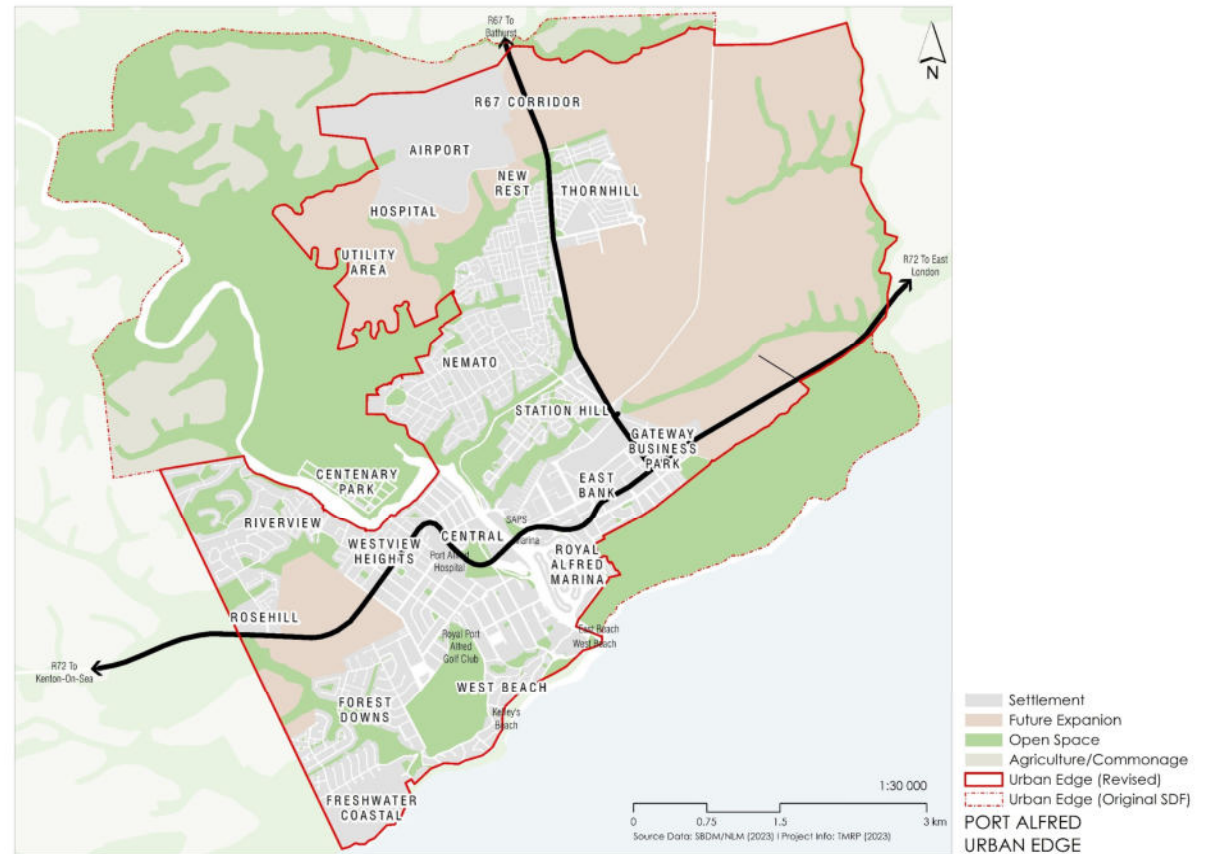 R67 To
Bathurst
N
R67 CORRIDOR
AIRPORT
NEW
REST
THORNHILL
HOSPITAL
UTILITY
AREA
R72 To East
London
NEMATO
STATION HILL
GATEWAY
BUSINESS
PARK
CENTENARY
PARK
EAST
BANK
RIVERVIEW
SAPS
WESTVIEW
HEIGHTS
CENTRAL
Port Alfred
Hospital
ROYAL
ALFRED
MARINA
ROSEHILL
East Beach
West Beach
Royal Port
Alfred
Golf Club
R72 To
Kenton-On-Sea
WEST BEACH
FOREST
DOWNS
Kelley's
Beach
FRESHWATER
COASTAL
1:30 000
0 0.75 1.5 3 km
Source Data: SBDM/NLM (2023) I Project Info: TMRP (2023)
Settlement
Future Expanion
Open Space
Agriculture/Commonage
Urban Edge (Revised)
Urban Edge (Original SDF)
PORT ALFRED
URBAN EDGE